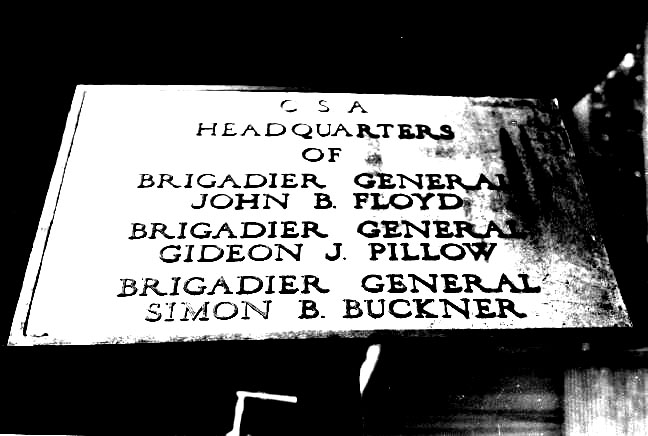 C S A
HEADQUARTERS
OF
BRIGADIER GENERAL
JOHN B. FLOYD
BRIGADIER GENERAL
GIDEON J. PILLOW
BRIGADIER GENERAL
SIMON B. BUCKNER